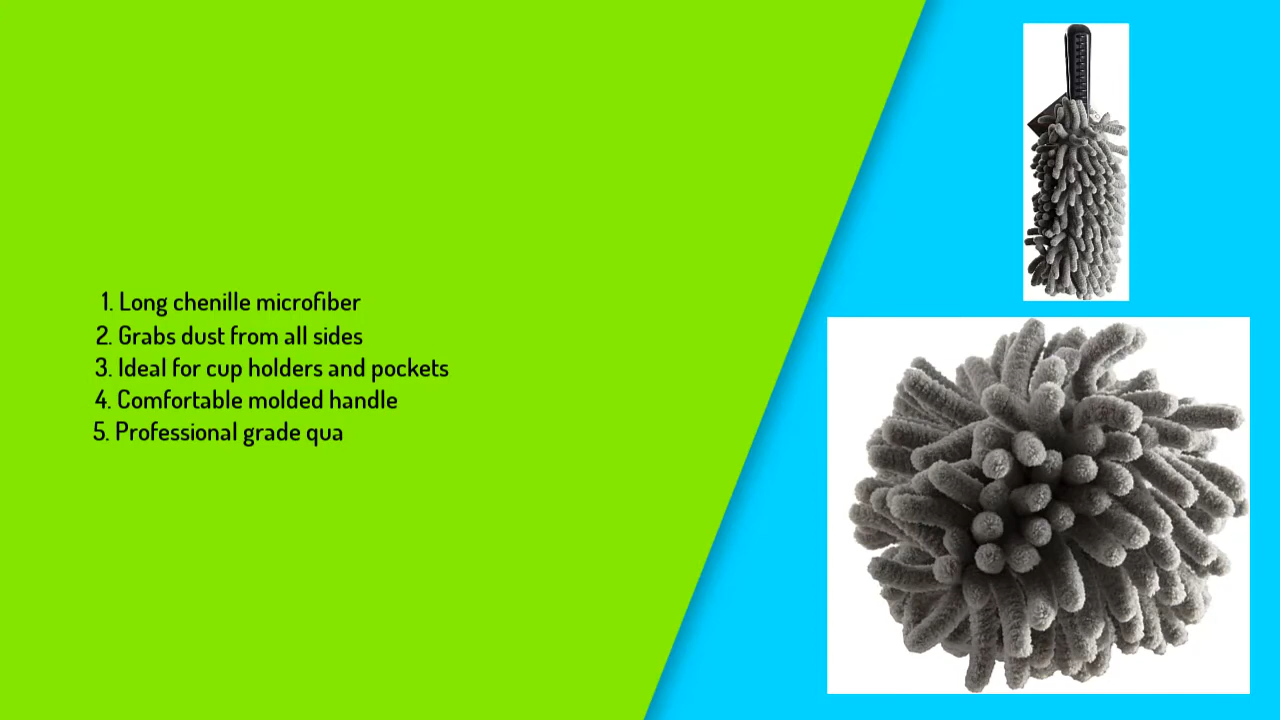 1. Long chenille microfiber
2. Grabs dust from all sides
3. Ideal for cup holders and pockets
4. Comfortable molded handle
5. Professional grade qua